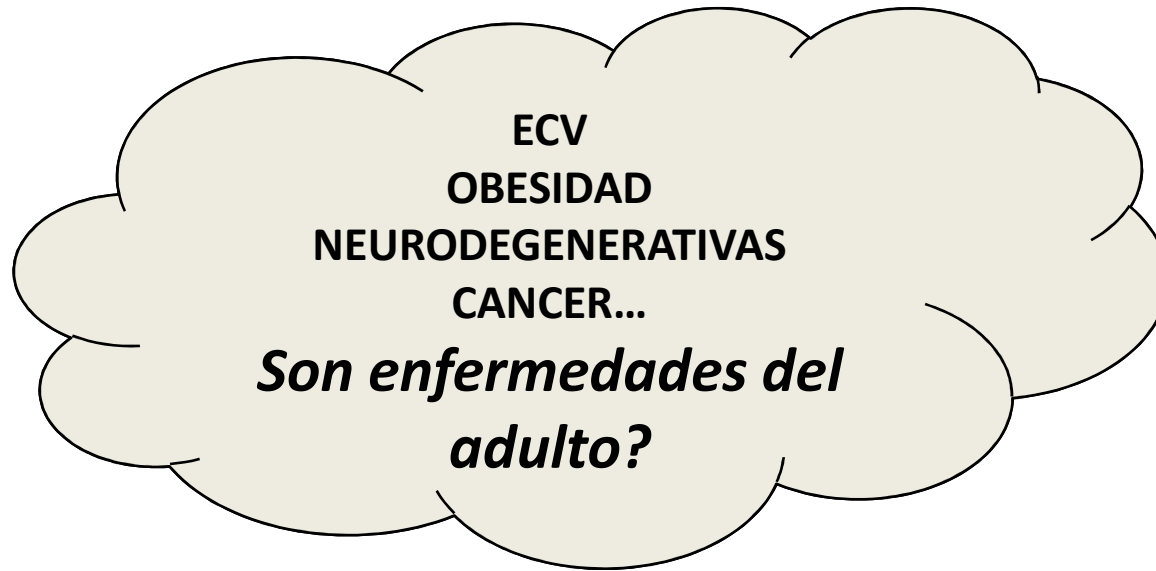 ECV
OBESIDAD
NEURODEGENERATIVAS
CANCER...
Son enfermedades del
adulto?